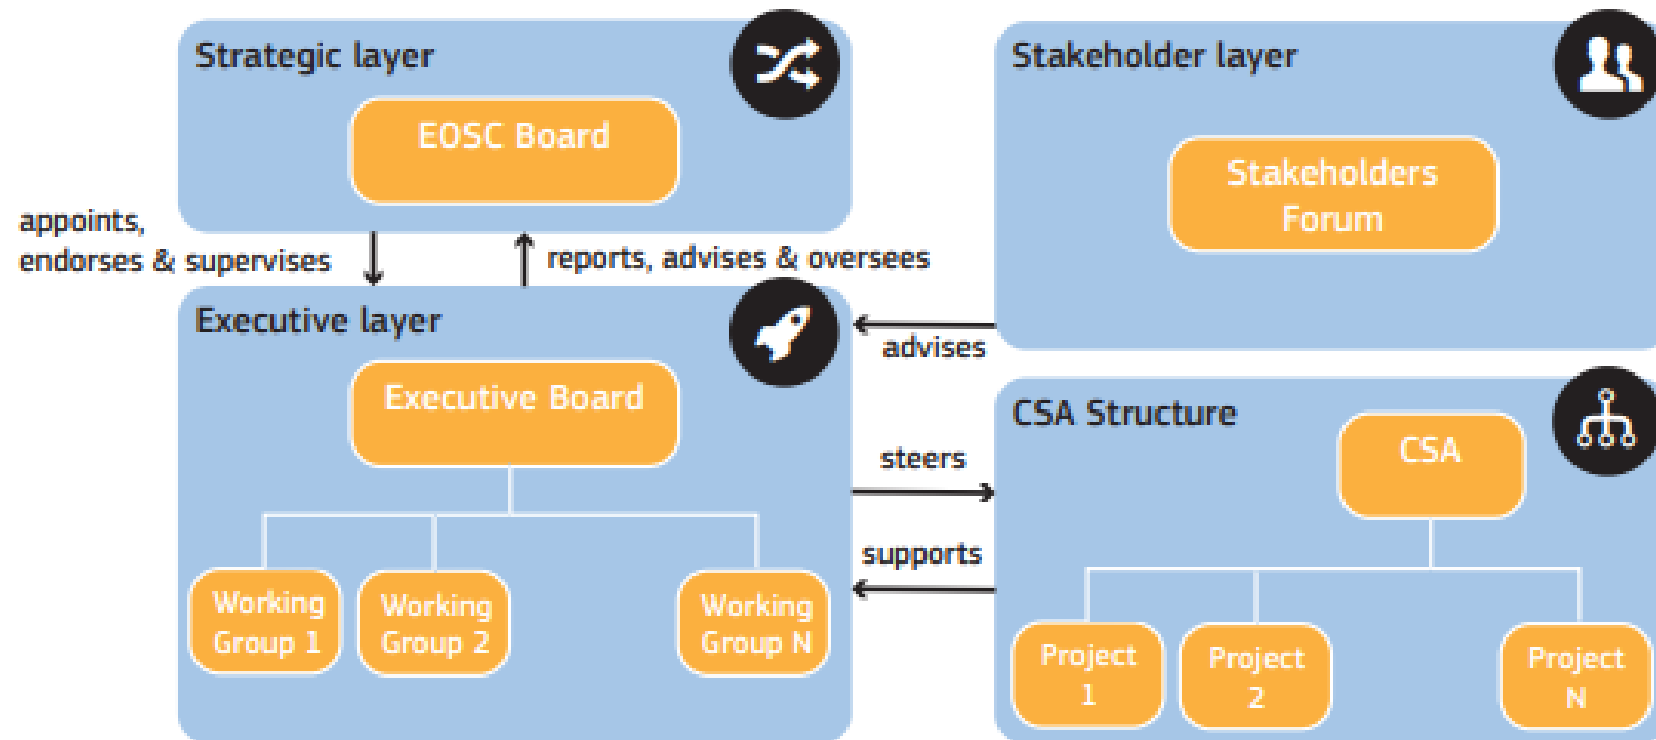 Strategic layer
EOSC Board
appoints,
endorses & supervises
reports, advises & oversees
Executive layer
Executive Board
Working
Group 1
Working
Group 2
Working
Group N
Stakeholder layer
Stakeholders
Forum
advises
steers
supports
CSA Structure
CSA
Project
1
Project
2
Project
N